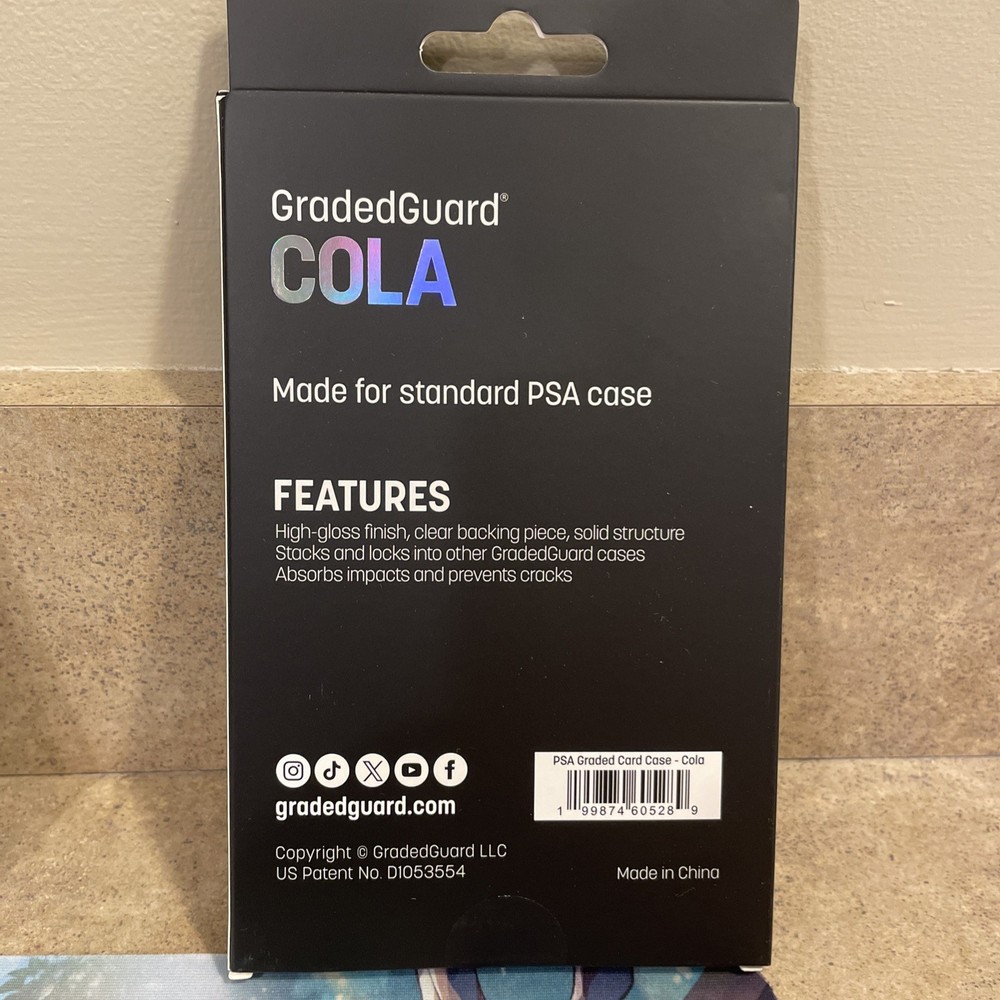 GradedGuard®
COLA
Made for standard PSA case
FEATURES
High-gloss finish, clear backing piece, solid structure
Stacks and locks into other GradedGuard cases
Absorbs impacts and prevents cracks
gradedguard.com
PSA Graded Card Case - Cola
1 99874 60528 9
Copyright © GradedGuard LLC
US Patent No. D1053554
Made in China